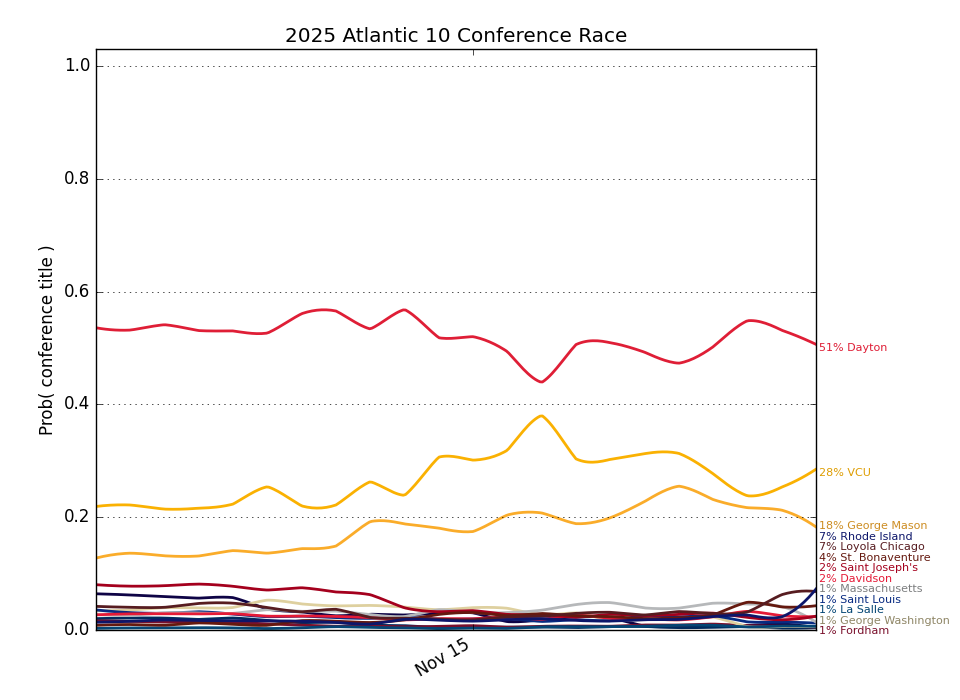 2025 Atlantic 10 Conference Race
1.0
0.8
0.6
0.4
0.2
0.0
Prob( conference title )
Nov 15
51% Dayton
28% VCU
18% George Mason
7% Rhode Island
7% Loyola Chicago
4% St. Bonaventure
2% Saint Joseph's
2% Davidson
1% Massachusetts
1% Saint Louis
1% La Salle
1% George Washington
1% Fordham